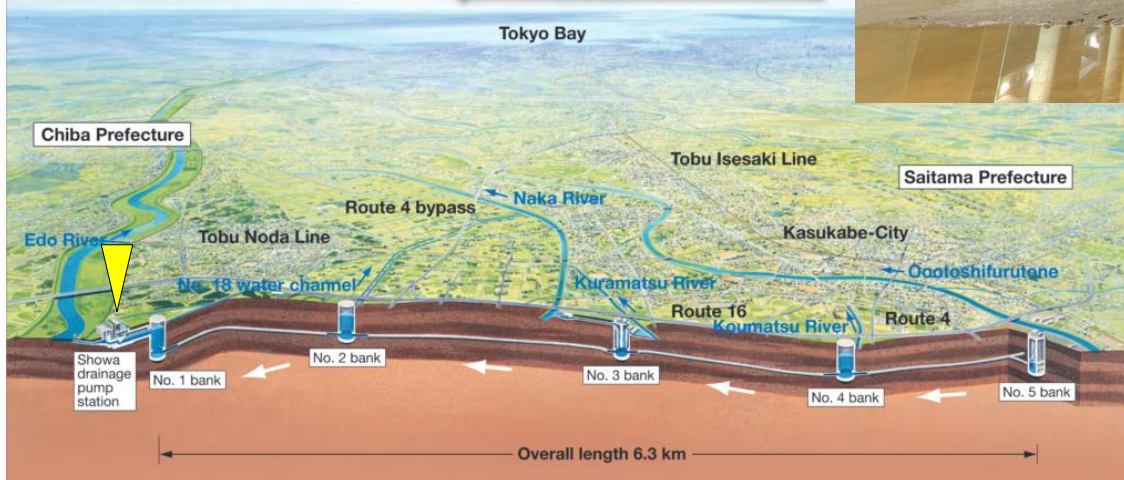 Tokyo Bay
Chiba Prefecture
Tobu Isesaki Line
Saitama Prefecture
Naka River
Route 4 bypass
Edo River
Tobu Noda Line
Kasukabe-City
Ootoshifurutone
No. 18 water channel
Kuramatsu River
Route 16
Koumatsu River
Route 4
Showa
drainage
pump
station
No. 1 bank
No. 2 bank
No. 3 bank
No. 4 bank
No. 5 bank
Overall length 6.3 km